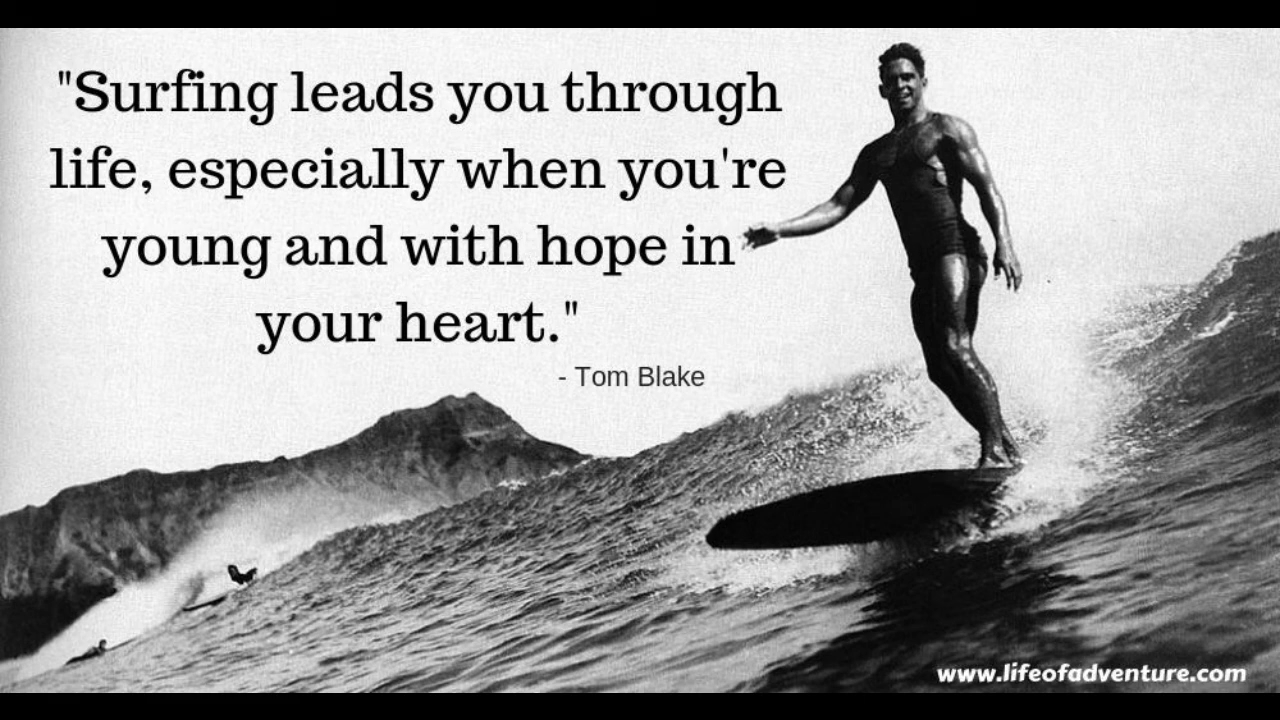 "Surfing leads you through
life, especially when you're
young and with hope in
your heart."
- Tom Blake
www.lifeofadventure.com